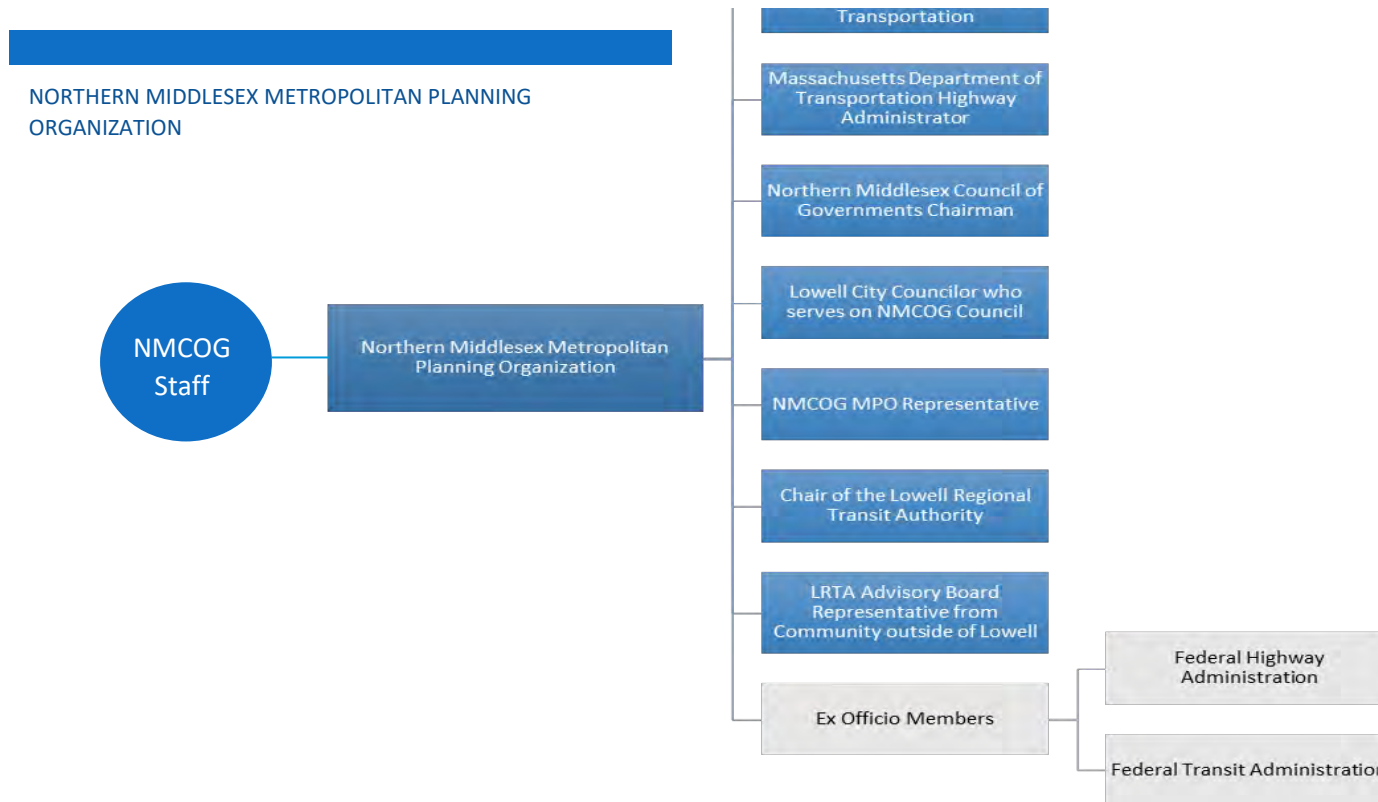 NORTHERN MIDDLESEX METROPOLITAN PLANNING
ORGANIZATION
NMCOG
Staff
Northern Middlesex Metropolitan
Planning Organization
Transportation
Massachusetts Department of
Transportation Highway
Administrator
Northern Middlesex Council of
Governments Chairman
Lowell City Councilor who
serves on NMCOG Council
NMCOG MPO Representative
Chair of the Lowell Regional
Transit Authority
LRTA Advisory Board
Representative from
Community outside of Lowell
Ex Officio Members
Federal Highway
Administration
Federal Transit Administration